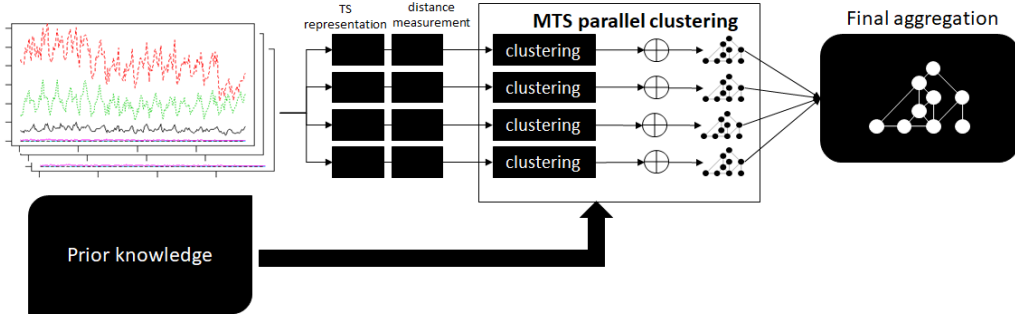 TS
representation
distance
measurement
MTS parallel clustering
Final aggregation
clustering
clustering
clustering
clustering
Prior knowledge